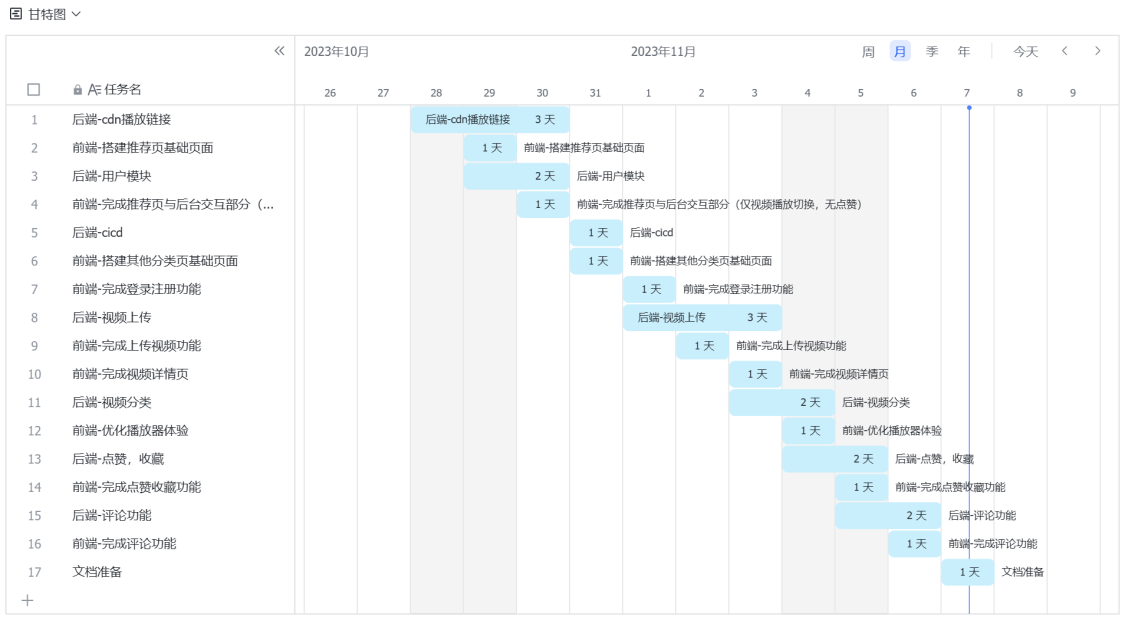 甘特图
2023年10月 2023年11月 周 月 季 年 今天
任务名 26 27 28 29 30 31 1 2 3 4 5 6 7 8 9
1 后端-cdn播放链接 后端-cdn播放链接 3 天
2 前端-搭建推荐页基础页面 1 天 前端-搭建推荐页基础页面
3 后端-用户模块 2 天 后端-用户模块
4 前端-完成推荐页与后台交互部分（... 1 天 前端-完成推荐页与后台交互部分（仅视频播放切换，无点赞）
5 后端-cicd 1 天 后端-cicd
6 前端-搭建其他分类页基础页面 1 天 前端-搭建其他分类页基础页面
7 前端-完成登录注册功能 1 天 前端-完成登录注册功能
8 后端-视频上传 后端-视频上传 3 天
9 前端-完成上传视频功能 1 天 前端-完成上传视频功能
10 前端-完成视频详情页 1 天 前端-完成视频详情页
11 后端-视频分类 2 天 后端-视频分类
12 前端-优化播放器体验 1 天 前端-优化播放器体验
13 后端-点赞，收藏 2 天 后端-点赞，收藏
14 前端-完成点赞收藏功能 1 天 前端-完成点赞收藏功能
15 后端-评论功能 2 天 后端-评论功能
16 前端-完成评论功能 1 天 前端-完成评论功能
17 文档准备 1 天 文档准备